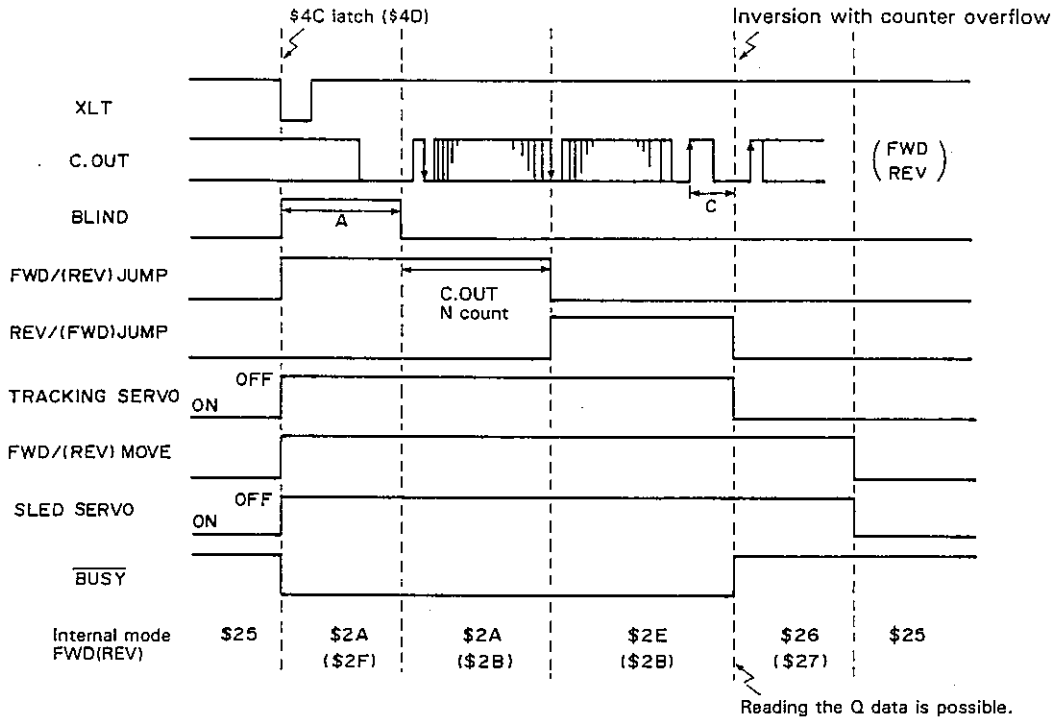 $4C latch ($4D)
Inversion with counter overflow
XLT
C.OUT
( FWD
REV )
BLIND
A
C
FWD/(REV) JUMP
C.OUT
N count
REV/(FWD)JUMP
TRACKING SERVO
OFF
ON
FWD/(REV) MOVE
SLED SERVO
OFF
ON
BUSY
Internal mode
FWD(REV)
$25
$2A
($2F)
$2A
($2B)
$2E
($2B)
$26
($27)
$25
Reading the Q data is possible.